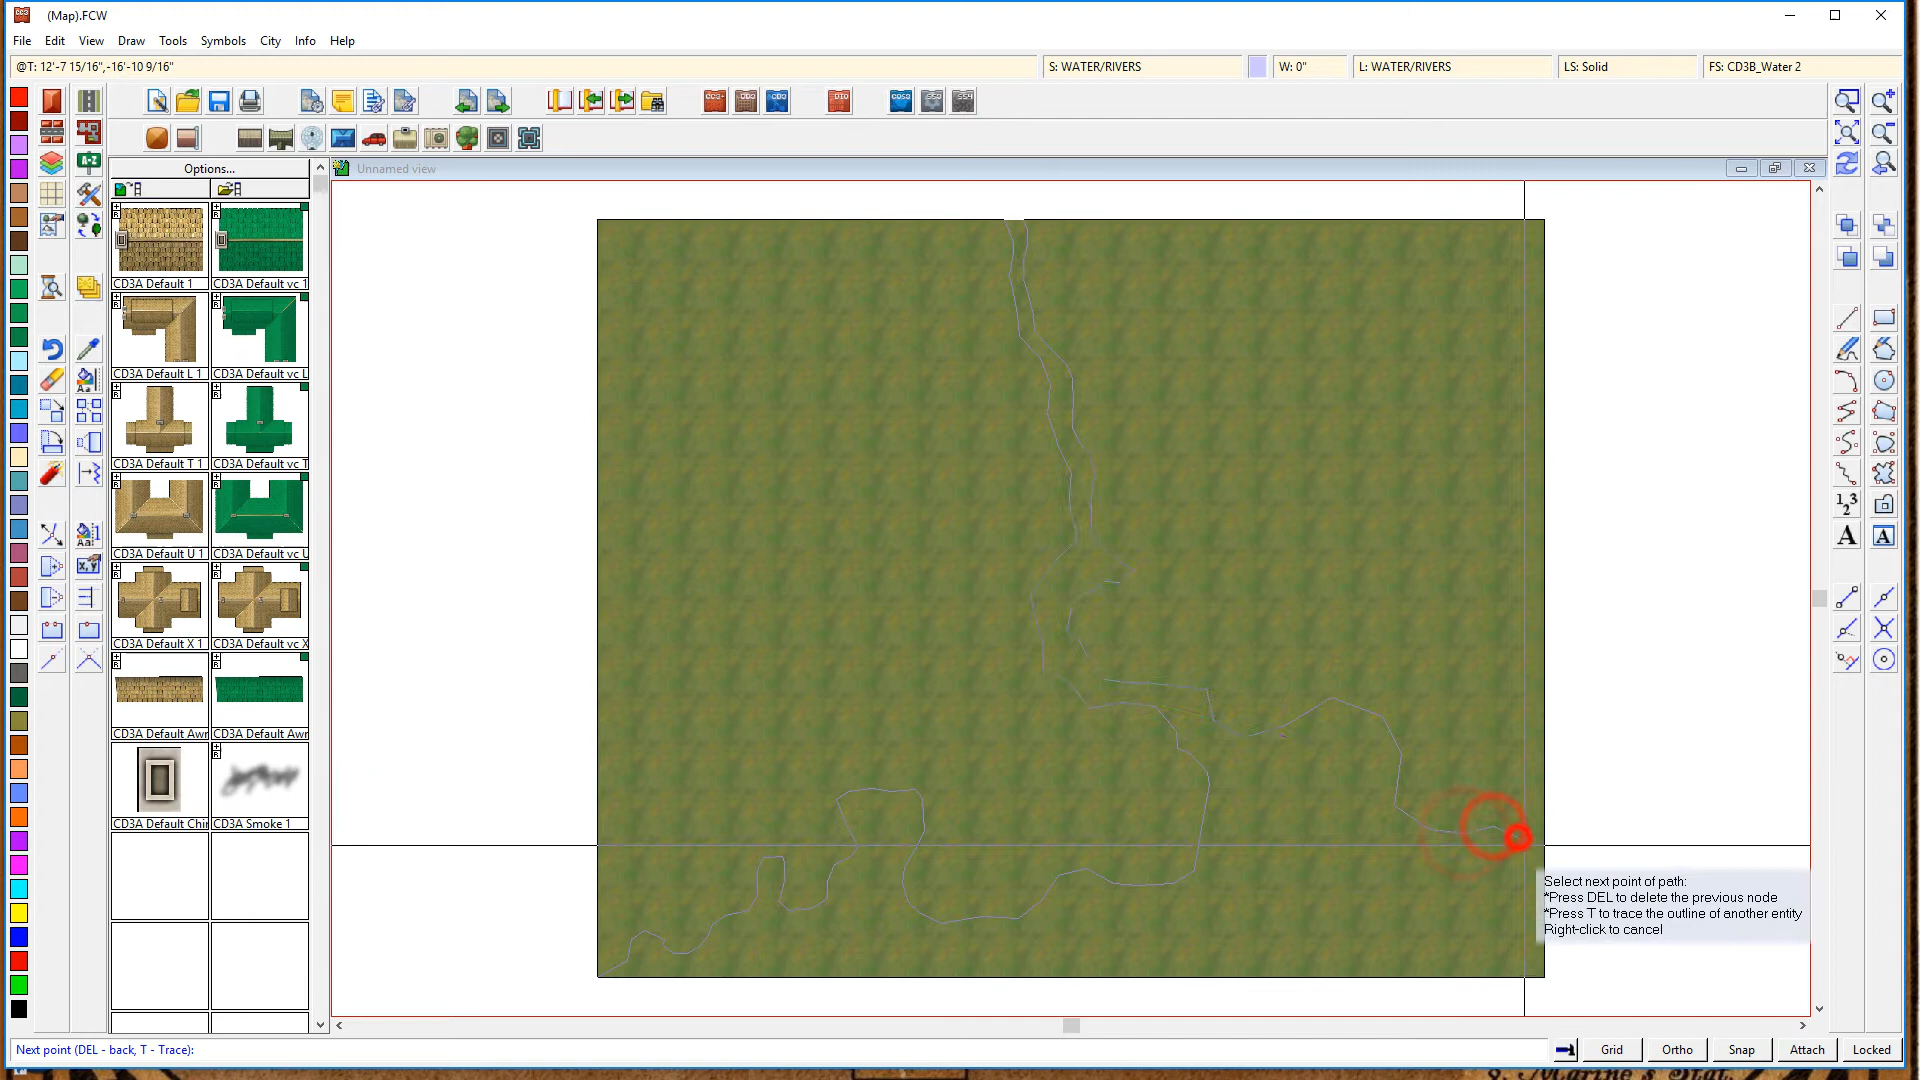 (Map).FCW
File Edit View Draw Tools Symbols City Info Help
@T: 12'-7 15/16",-16'-10 9/16"
S: WATER/RIVERS
W: 0"
L: WATER/RIVERS
LS: Solid
FS: CD3B_Water 2
Options...
Unnamed view
CD3A Default 1
CD3A Default vc 1
CD3A Default L 1
CD3A Default vc L
CD3A Default T 1
CD3A Default vc T
CD3A Default U 1
CD3A Default vc U
CD3A Default X 1
CD3A Default vc X
CD3A Default Awr
CD3A Default Awr
CD3A Default Chir
CD3A Smoke 1
Select next point of path:
*Press DEL to delete the previous node
*Press T to trace the outline of another entity
Right-click to cancel
Next point (DEL - back, T - Trace):
Grid Ortho Snap Attach Locked